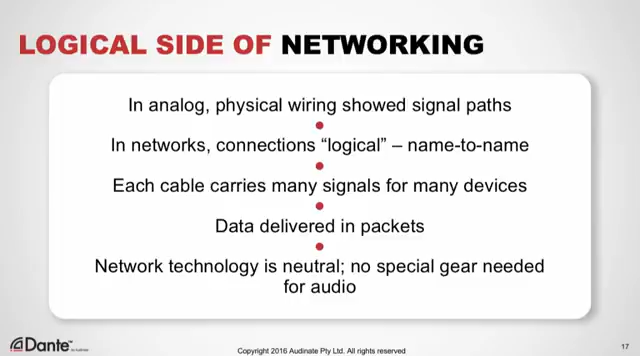 LOGICAL SIDE OF NETWORKING
In analog, physical wiring showed signal paths
In networks, connections “logical” – name-to-name
Each cable carries many signals for many devices
Data delivered in packets
Network technology is neutral; no special gear needed
for audio
Dante™
by Audinate
Copyright 2016 Audinate Pty Ltd. All rights reserved
17